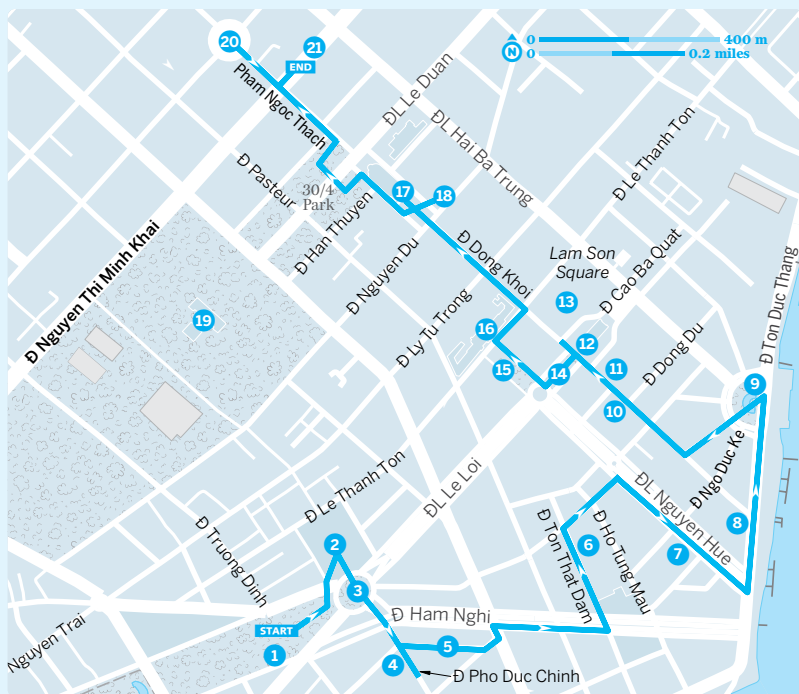 20
21
END
0 400 m
N
0 0.2 miles
Pham Ngoc Thach
ĐL Le Duan
ĐL Hai Ba Trung
Đ Le Thanh Ton
Đ Pasteur
30/4
Park
17
18
Đ Han Thuyen
Đ Nguyen Thi Minh Khai
Đ Nguyen Du
Đ Dong Khoi
Lam Son
Square
Đ Cao Ba Quat
Đ Ton Duc Thang
13
19
Đ Ly Tu Trong
16
12
15
14
11
Đ Dong Du
10
9
Đ Ngo Duc Ke
Đ Le Thanh Ton
ĐL Le Loi
ĐL Nguyen Hue
8
Đ Truong Dinh
2
Đ Ton That Dam
6
Đ Ho Tung Mau
7
3
Đ Ham Nghi
Nguyen Trai
START
1
4
5
Đ Pho Duc Chinh